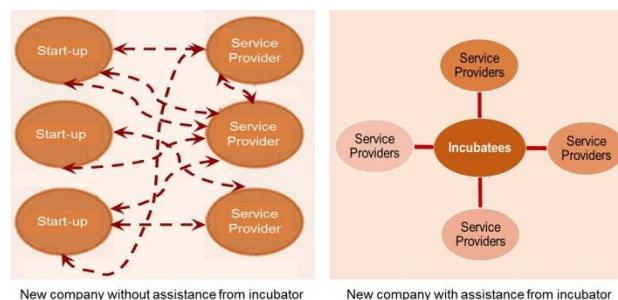 Start-up
Service
Provider
Start-up
Service
Provider
Start-up
Service
Provider
New company without assistance from incubator
Service
Providers
Service
Providers
Incubatees
Service
Providers
Service
Providers
New company with assistance from incubator